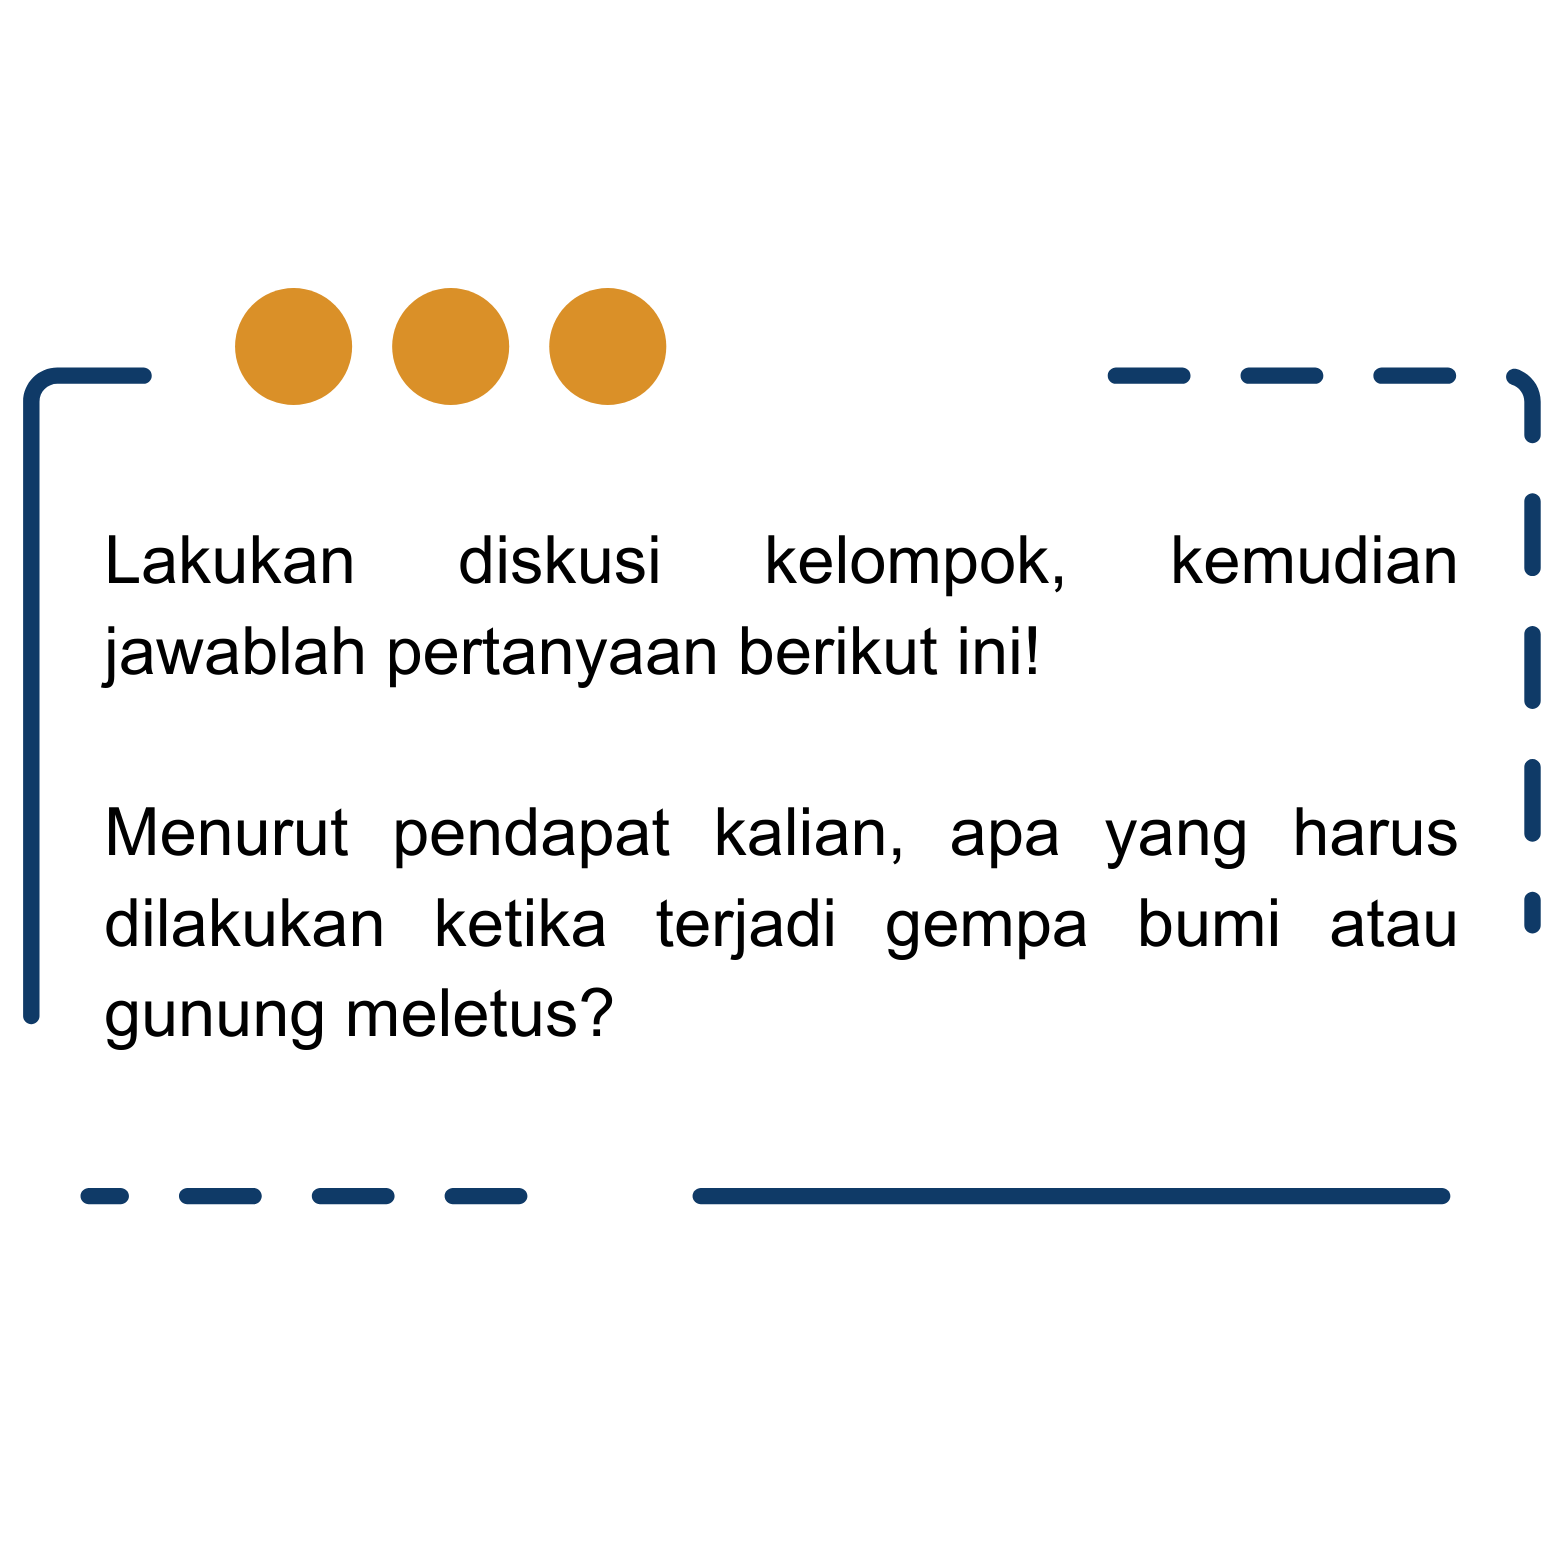 Lakukan diskusi kelompok, kemudian
jawablah pertanyaan berikut ini!
Menurut pendapat kalian, apa yang harus
dilakukan ketika terjadi gempa bumi atau
gunung meletus?